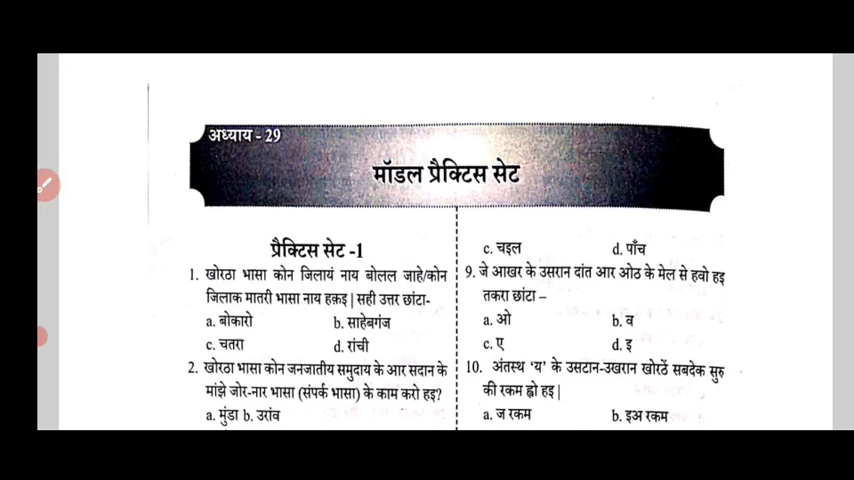 अध्याय - 29
मॉडल प्रैक्टिस सेट
प्रैक्टिस सेट -1
1. खोरठा भासा कोन जिलायं नाय बोलल जाहे/कोन
जिलाक मातरी भासा नाय हक़इ | सही उत्तर छांटा-
a. बोकारो b. साहेबगंज
c. चतरा d. रांची
2. खोरठा भासा कोन जनजातीय समुदाय के आर सदान के
मांझे जोर-नार भासा (संपर्क भासा) के काम करो हइ?
a. मुंडा b. उरांव
c. चइल d. पाँच
9. जे आखर के उसरान दांत आर ओठ के मेल से हवो हइ
तकरा छांटा –
a. ओ b. व
c. ए d. इ
10. अंतस्थ 'य' के उसटान-उखरान खोरठें सबदेक सुरु
की रकम ह्वो हइ |
a. ज रकम b. इअ रकम